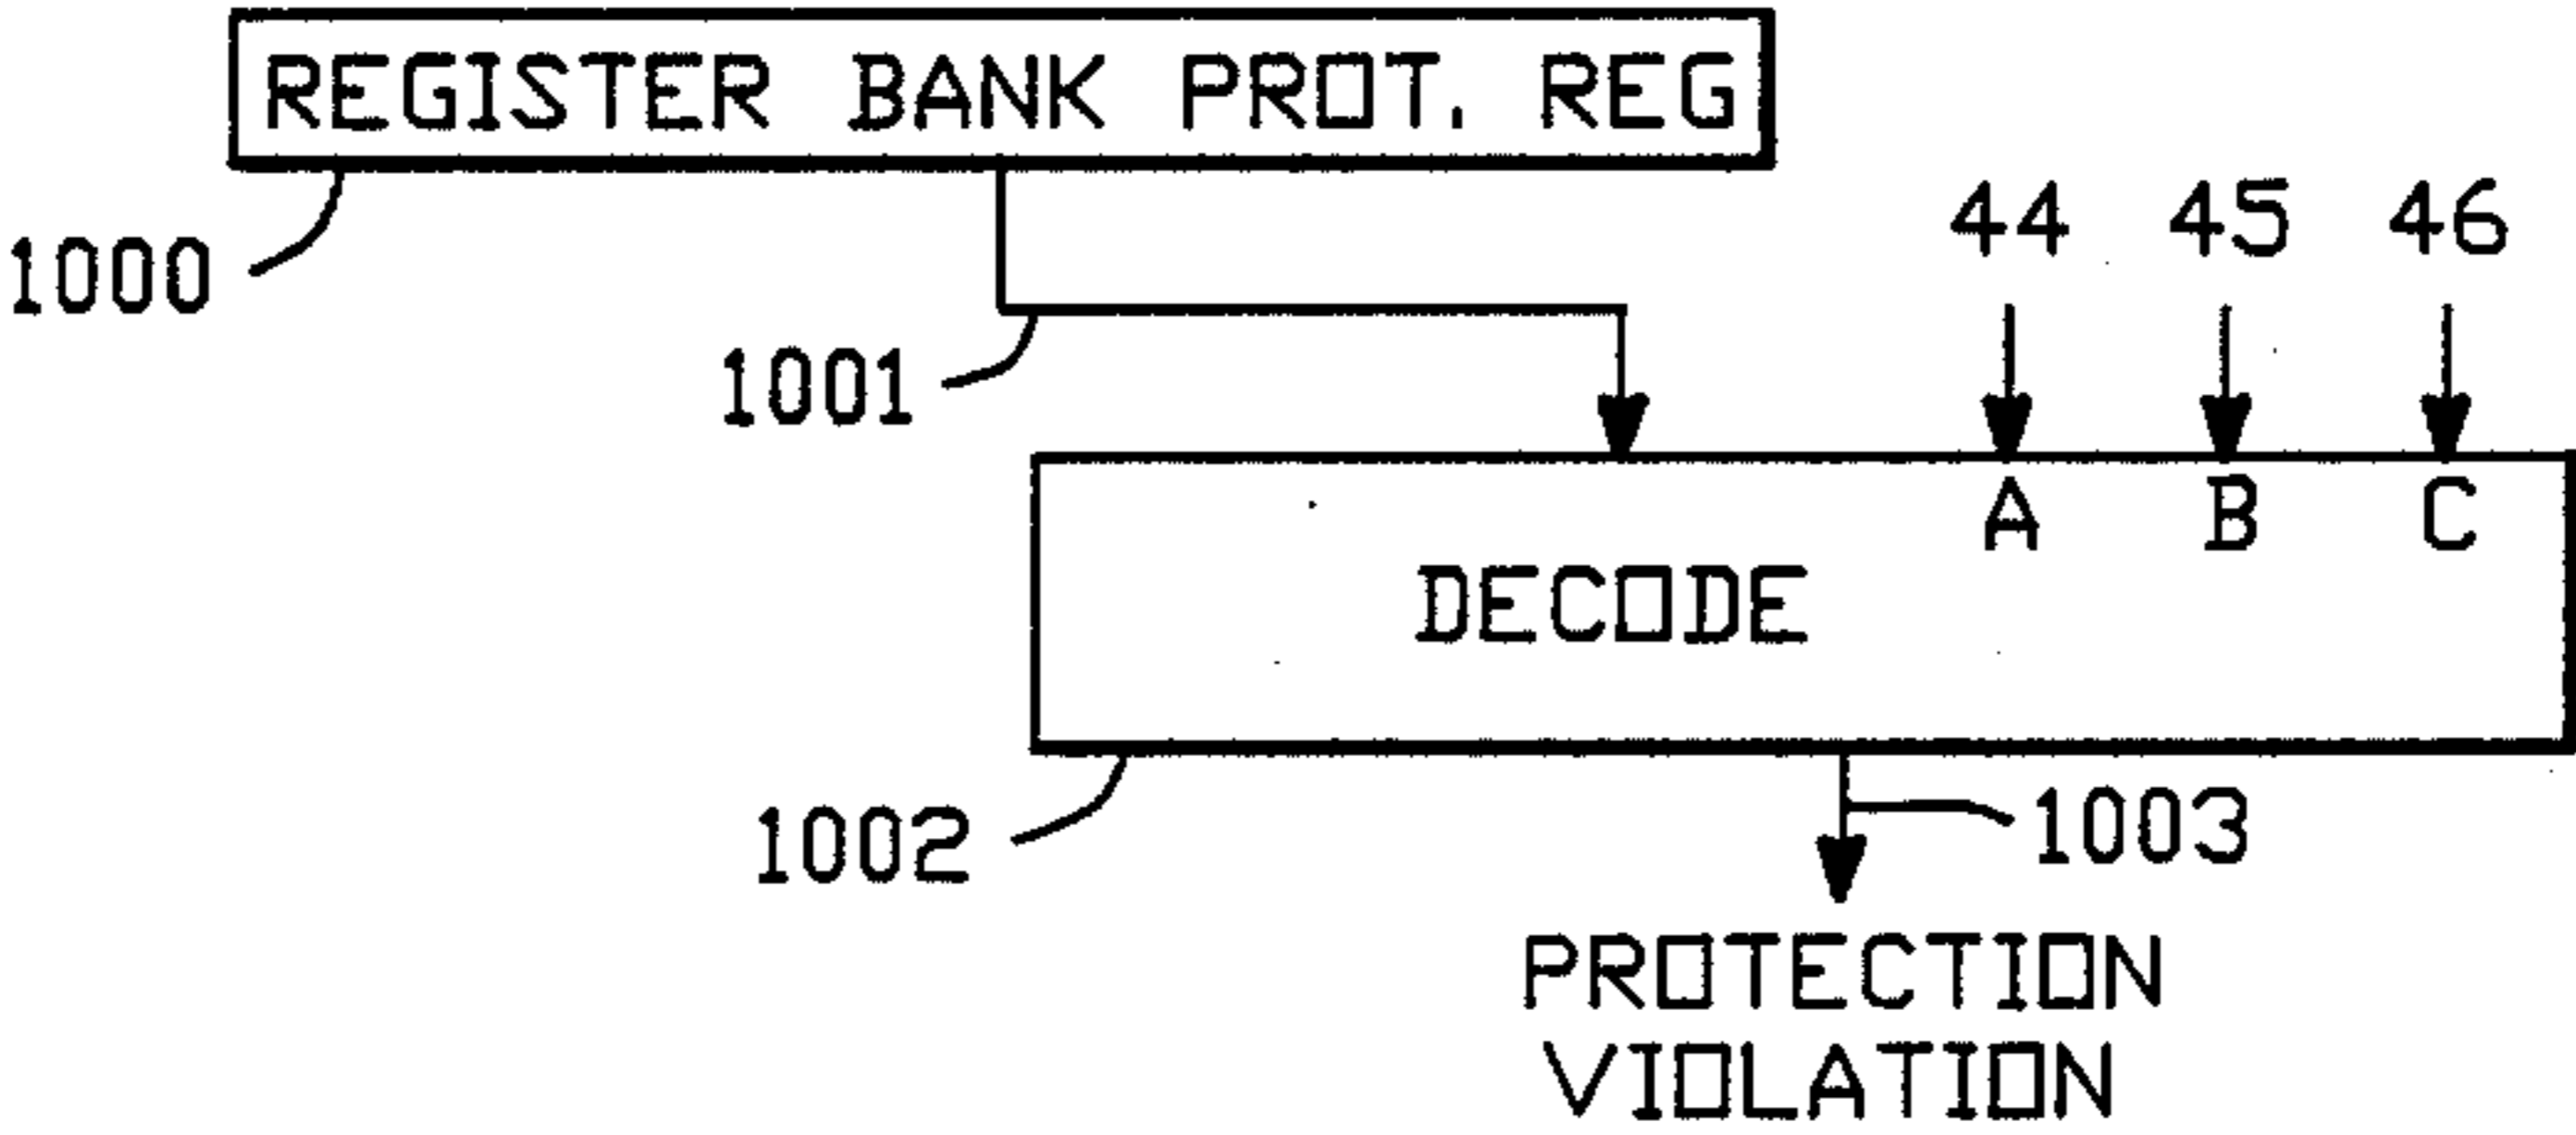 REGISTER BANK PROT. REG
1000
44 45 46
1001
A B C
DECODE
1002
1003
PROTECTION
VIOLATION